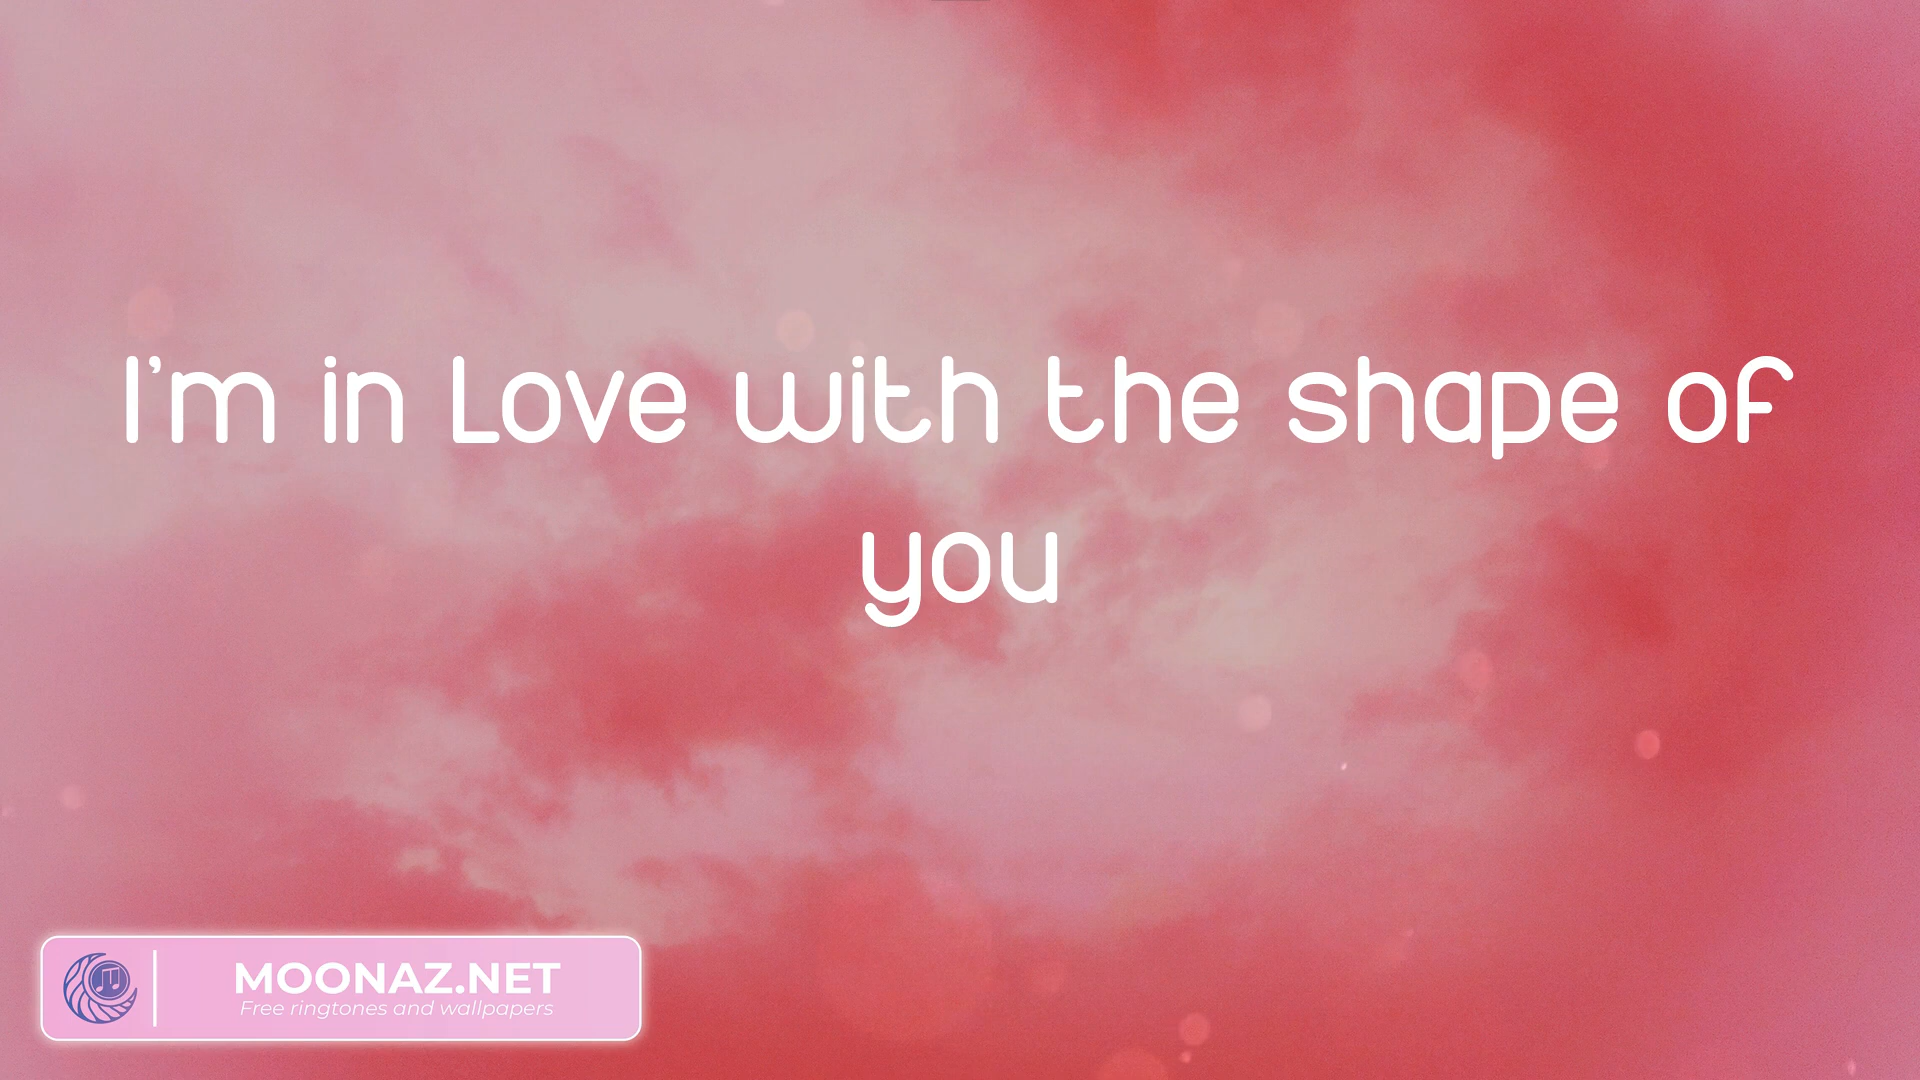 I'm in Love with the shape of
you
MOONAZ.NET
Free ringtones and wallpapers